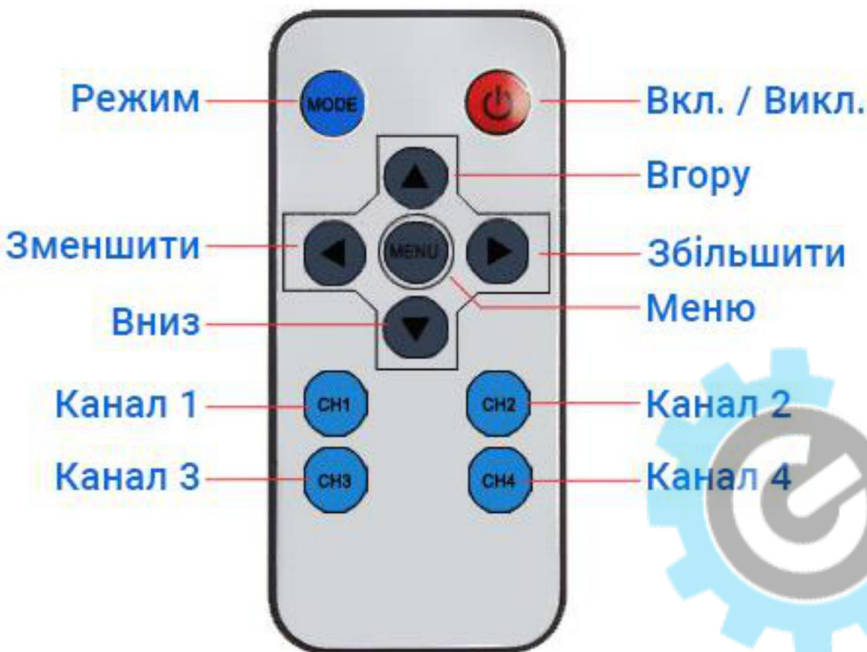 Режим
MODE
Вкл. / Викл.
Вгору
Зменшити
MENU
Збільшити
Меню
Вниз
Канал 1
CH1
CH2
Канал 2
Канал 3
CH3
CH4
Канал 4